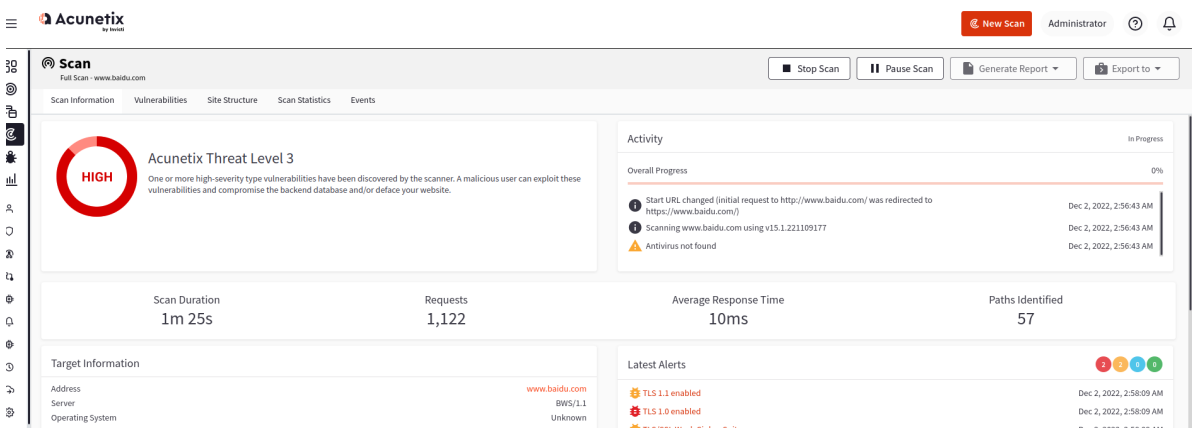 Acunetix
by Invicti
New Scan
Administrator
Scan
Full Scan - www.baidu.com
Stop Scan
Pause Scan
Generate Report
Export to
Scan Information
Vulnerabilities
Site Structure
Scan Statistics
Events
HIGH
Acunetix Threat Level 3
One or more high-severity type vulnerabilities have been discovered by the scanner. A malicious user can exploit these
vulnerabilities and compromise the backend database and/or deface your website.
Activity
In Progress
Overall Progress
0%
Start URL changed (initial request to http://www.baidu.com/ was redirected to
https://www.baidu.com/)
Dec 2, 2022, 2:56:43 AM
Scanning www.baidu.com using v15.1.221109177
Dec 2, 2022, 2:56:43 AM
Antivirus not found
Dec 2, 2022, 2:56:43 AM
Scan Duration
1m 25s
Requests
1,122
Average Response Time
10ms
Paths Identified
57
Target Information
Address
www.baidu.com
Server
BWS/1.1
Operating System
Unknown
Latest Alerts
2
2
0
0
TLS 1.1 enabled
Dec 2, 2022, 2:58:09 AM
TLS 1.0 enabled
Dec 2, 2022, 2:58:09 AM